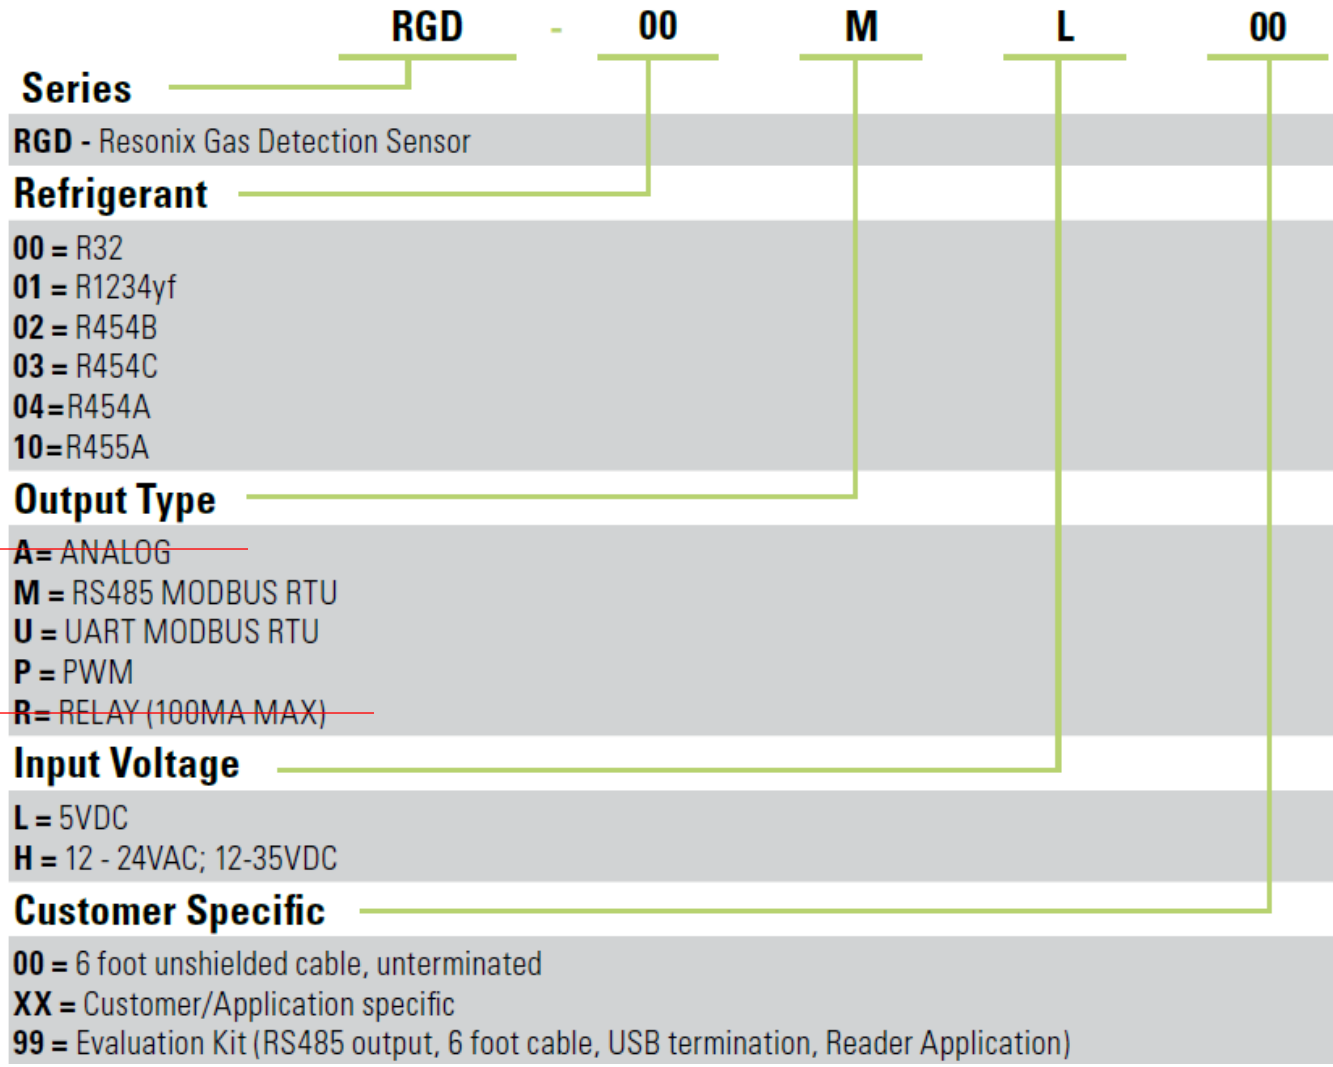 RGD - 00 M L 00
Series
RGD - Resonix Gas Detection Sensor
Refrigerant
00 = R32
01 = R1234yf
02 = R454B
03 = R454C
04=R454A
10=R455A
Output Type
A= ANALOG
M = RS485 MODBUS RTU
U = UART MODBUS RTU
P = PWM
R= RELAY (100MA MAX)
Input Voltage
L = 5VDC
H = 12 - 24VAC; 12-35VDC
Customer Specific
00 = 6 foot unshielded cable, unterminated
XX = Customer/Application specific
99 = Evaluation Kit (RS485 output, 6 foot cable, USB termination, Reader Application)